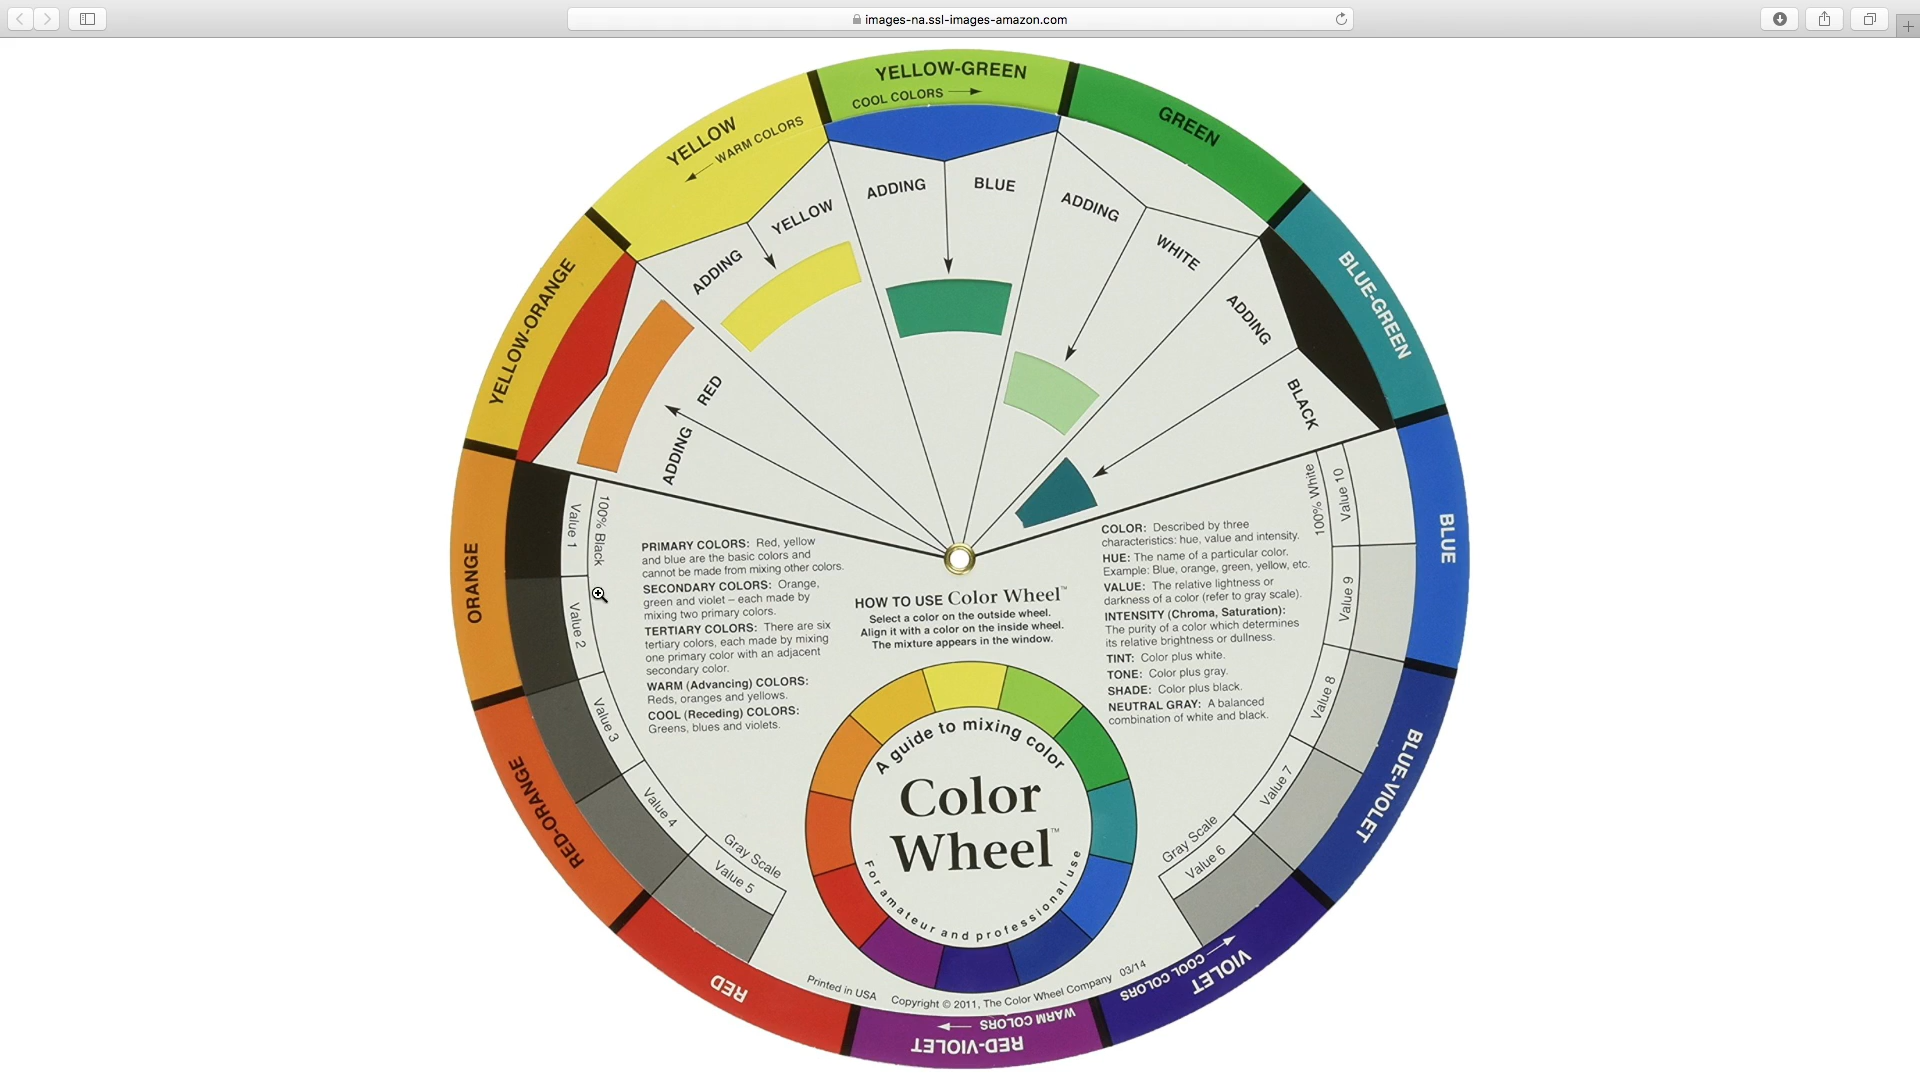 images-na.ssl-images-amazon.com
YELLOW-GREEN
COOL COLORS
GREEN
YELLOW
WARM COLORS
BLUE-GREEN
YELLOW-ORANGE
BLUE
ORANGE
BLUE-VIOLET
RED-ORANGE
VIOLET
COOL COLORS
RED
RED-VIOLET
WARM COLORS
ADDING RED
ADDING YELLOW
ADDING BLUE
ADDING WHITE
ADDING BLACK
100% Black
Value 1
Value 2
Value 3
Value 4
Value 5
Gray Scale
100% White
Value 10
Value 9
Value 8
Value 7
Value 6
Gray Scale
PRIMARY COLORS: Red, yellow
and blue are the basic colors and
cannot be made from mixing other colors.
SECONDARY COLORS: Orange,
green and violet – each made by
mixing two primary colors.
TERTIARY COLORS: There are six
tertiary colors, each made by mixing
one primary color with an adjacent
secondary color.
WARM (Advancing) COLORS:
Reds, oranges and yellows.
COOL (Receding) COLORS:
Greens, blues and violets.
HOW TO USE Color Wheel™
Select a color on the outside wheel.
Align it with a color on the inside wheel.
The mixture appears in the window.
COLOR: Described by three
characteristics: hue, value and intensity.
HUE: The name of a particular color.
Example: Blue, orange, green, yellow, etc.
VALUE: The relative lightness or
darkness of a color (refer to gray scale).
INTENSITY (Chroma, Saturation):
The purity of a color which determines
its relative brightness or dullness.
TINT: Color plus white.
TONE: Color plus gray.
SHADE: Color plus black.
NEUTRAL GRAY: A balanced
combination of white and black.
A guide to mixing color
Color
Wheel™
For amateur and professional use
Printed in USA Copyright © 2011, The Color Wheel Company 03/14